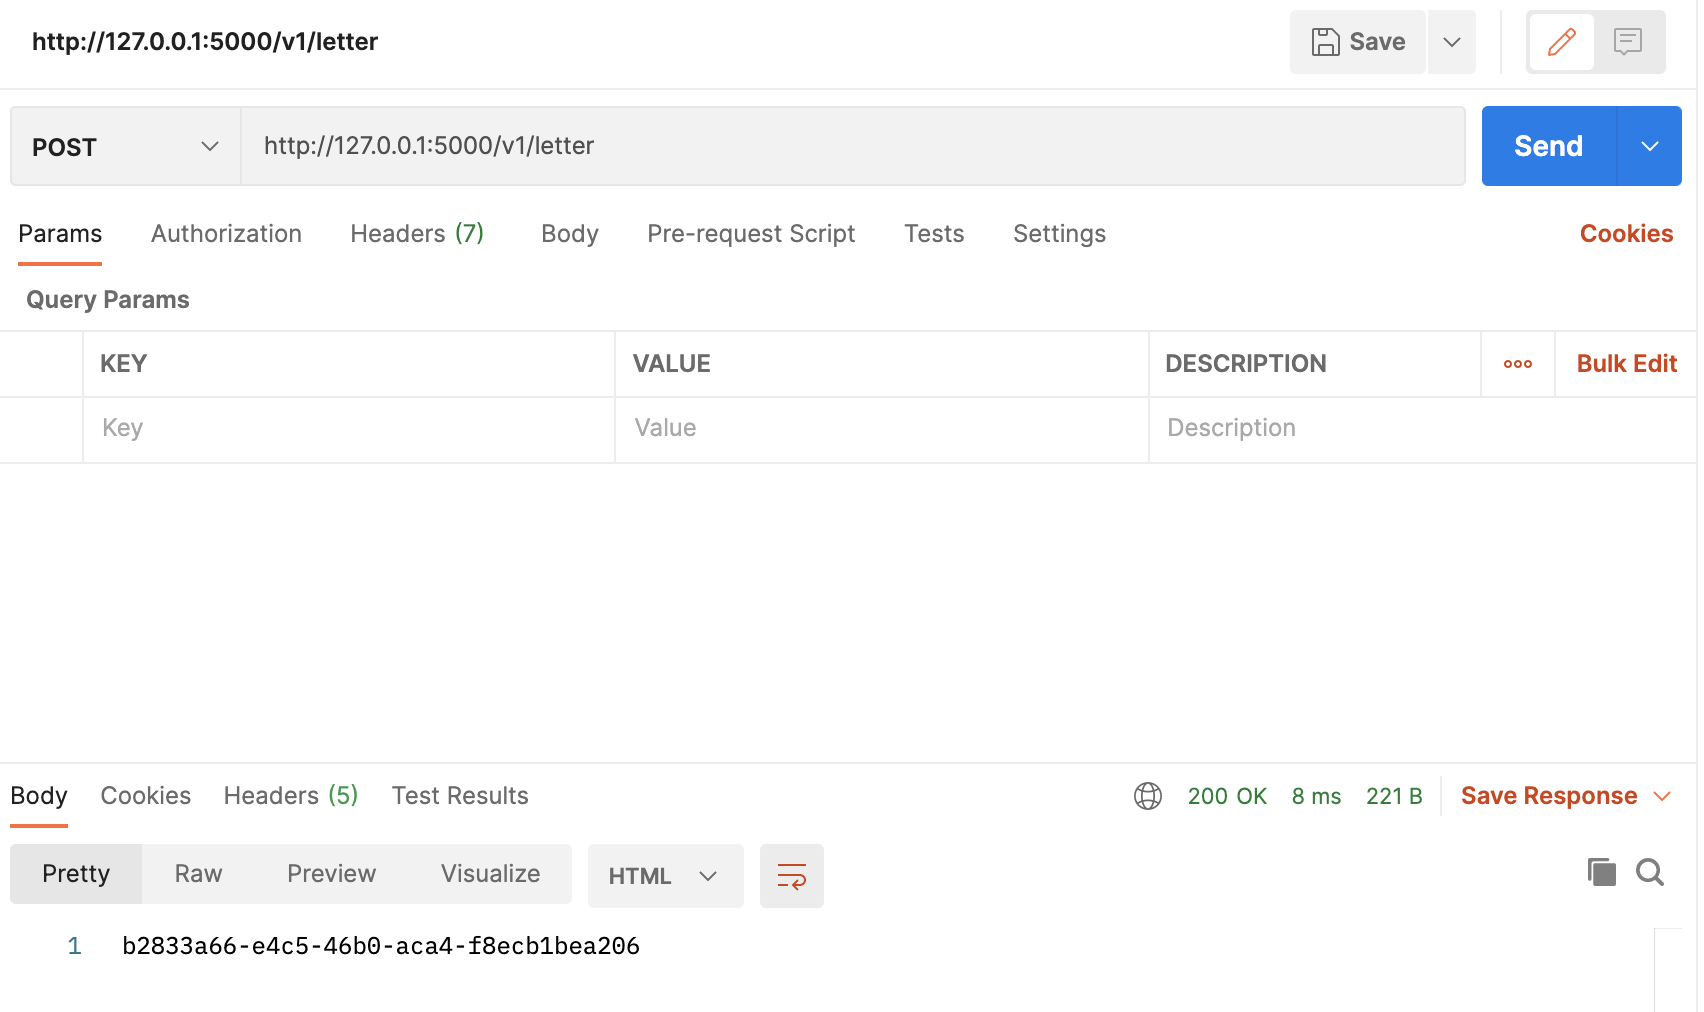 http://127.0.0.1:5000/v1/letter
Save
POST
http://127.0.0.1:5000/v1/letter
Send
Params Authorization Headers (7) Body Pre-request Script Tests Settings Cookies
Query Params
KEY VALUE DESCRIPTION Bulk Edit
Key Value Description
Body Cookies Headers (5) Test Results 200 OK 8 ms 221 B Save Response
Pretty Raw Preview Visualize HTML
1 b2833a66-e4c5-46b0-aca4-f8ecb1bea206